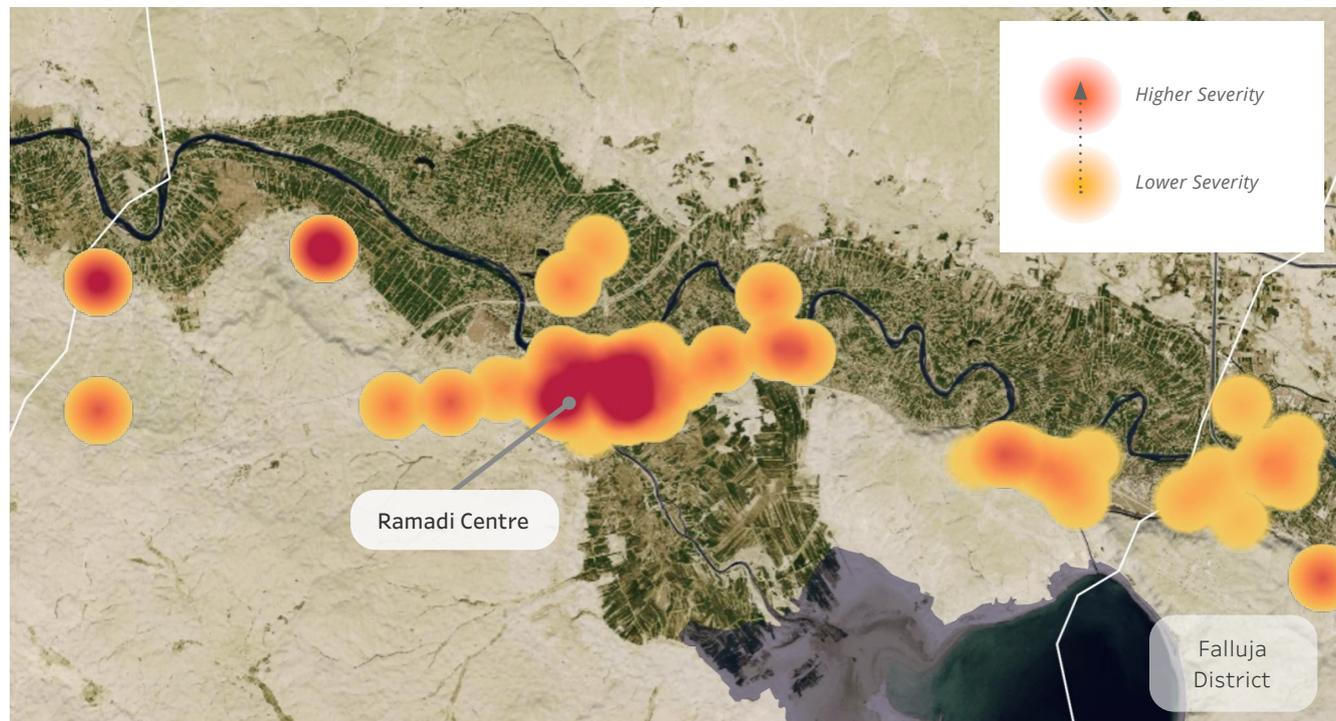 Higher Severity
Lower Severity
Ramadi Centre
Falluja
District